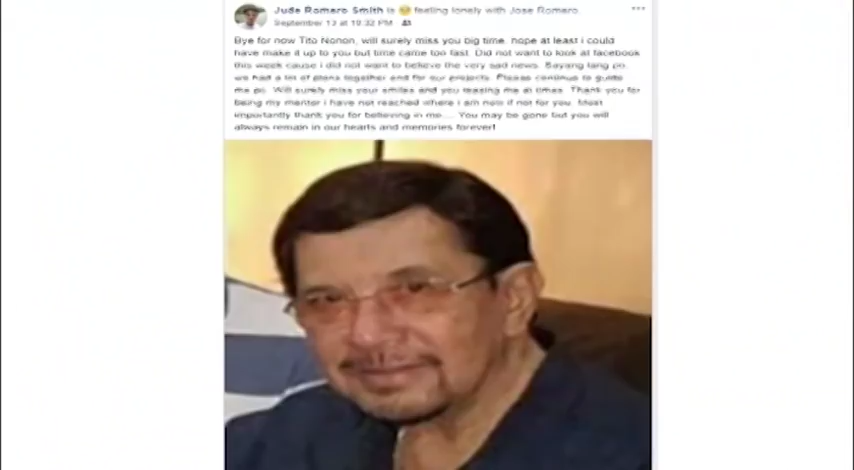 Jude Romero Smith is feeling lonely with Jose Romero.
September 13 at 10:32 PM
Bye for now Tito Nonon, will surely miss you big time, hope at least i could
have make it up to you but time came too fast. Did not want to look at facebook
this week cause i did not want to believe the very sad news. Sayang lang po,
we had a lot of plans together and for our projects. Please continue to guide
me po. Will surely miss your smiles and you teasing me at times. Thank you for
being my mentor i have not reached where i am now if not for you. Most
importantly thank you for believing in me.... You may be gone but you will
always remain in our hearts and memories forever!